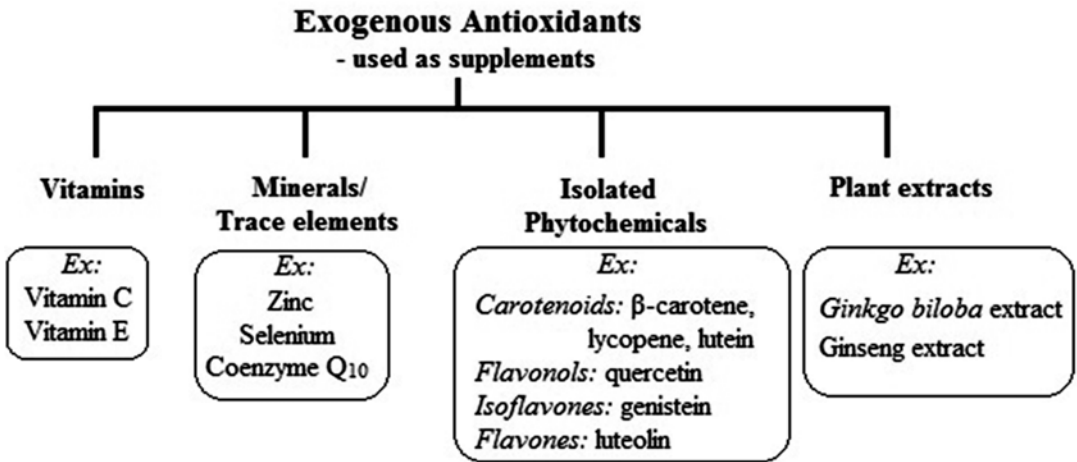 Exogenous Antioxidants
- used as supplements
Vitamins
Ex:
Vitamin C
Vitamin E
Minerals/
Trace elements
Ex:
Zinc
Selenium
Coenzyme Q10
Isolated
Phytochemicals
Ex:
Carotenoids: β-carotene,
lycopene, lutein
Flavonols: quercetin
Isoflavones: genistein
Flavones: luteolin
Plant extracts
Ex:
Ginkgo biloba extract
Ginseng extract